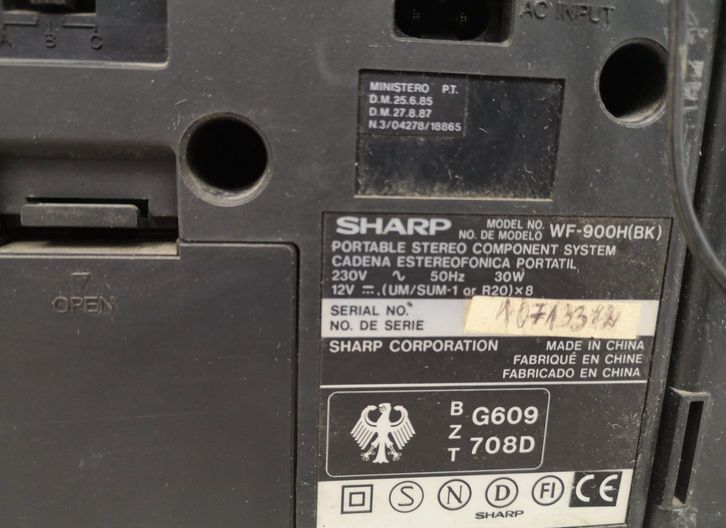 A B C
AC INPUT
MINISTERO P.T.
D.M.25.6.85
D.M.27.8.87
N.3/04278/18865
OPEN
SHARP MODEL NO. WF-900H(BK)
NO. DE MODELO
PORTABLE STEREO COMPONENT SYSTEM
CADENA ESTEREOFONICA PORTATIL
230V ∿ 50Hz 30W
12V ⎓ (UM/SUM-1 or R20)×8
SERIAL NO.
NO. DE SERIE
SHARP CORPORATION MADE IN CHINA
FABRIQUÉ EN CHINE
FABRICADO EN CHINA
BZT G609
708D
S N D FI CE
SHARP